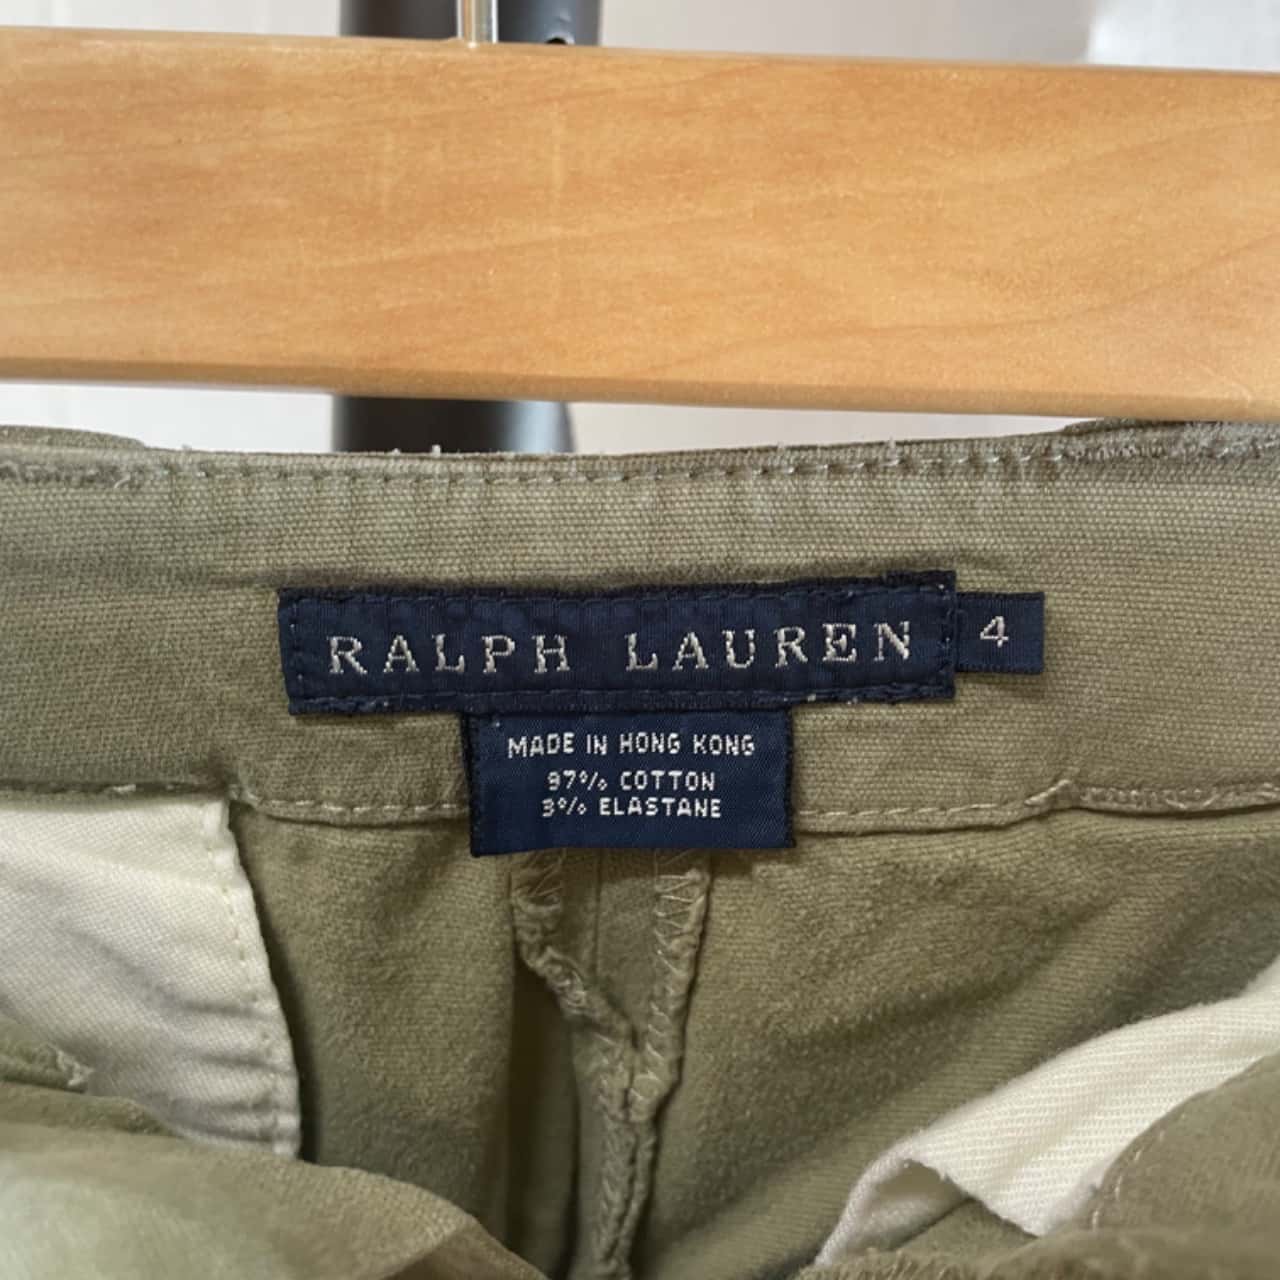 RALPH LAUREN 4
MADE IN HONG KONG
97% COTTON
3% ELASTANE